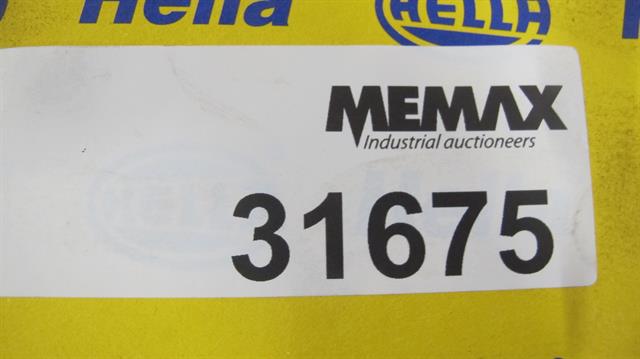 Hella HELLA
MEMAX
Industrial auctioneers
31675